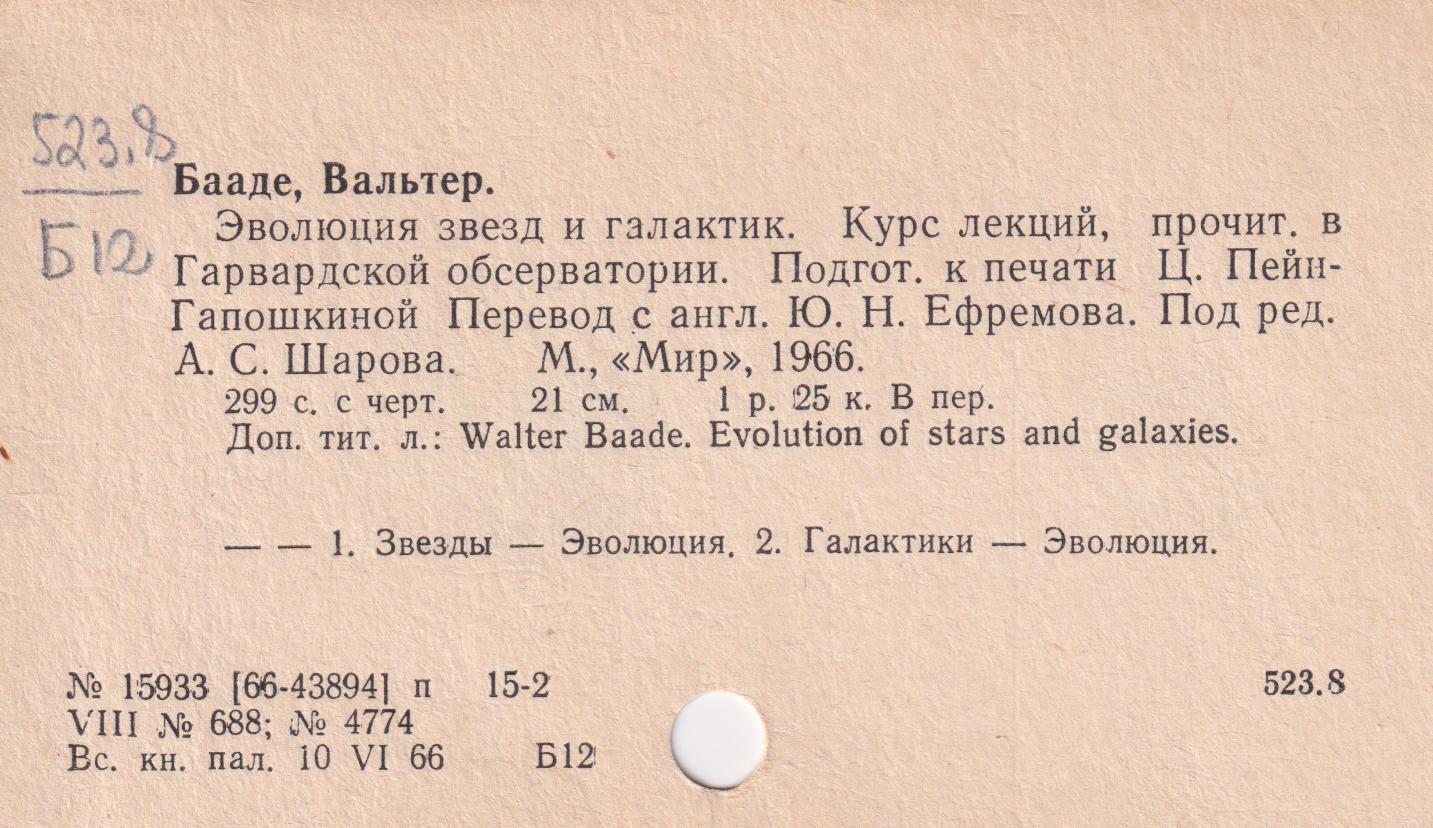 523.8
Бааде, Вальтер.
Б12
Эволюция звезд и галактик. Курс лекций, прочит. в
Гарвардской обсерватории. Подгот. к печати Ц. Пейн-
Гапошкиной Перевод с англ. Ю. Н. Ефремова. Под ред.
А. С. Шарова. М., «Мир», 1966.
299 с. с черт. 21 см. 1 р. 25 к. В пер.
Доп. тит. л.: Walter Baade. Evolution of stars and galaxies.
— — 1. Звезды — Эволюция. 2. Галактики — Эволюция.
№ 15933 [66-43894] п 15-2 523.8
VIII № 688; № 4774
Вс. кн. пал. 10 VI 66 Б12